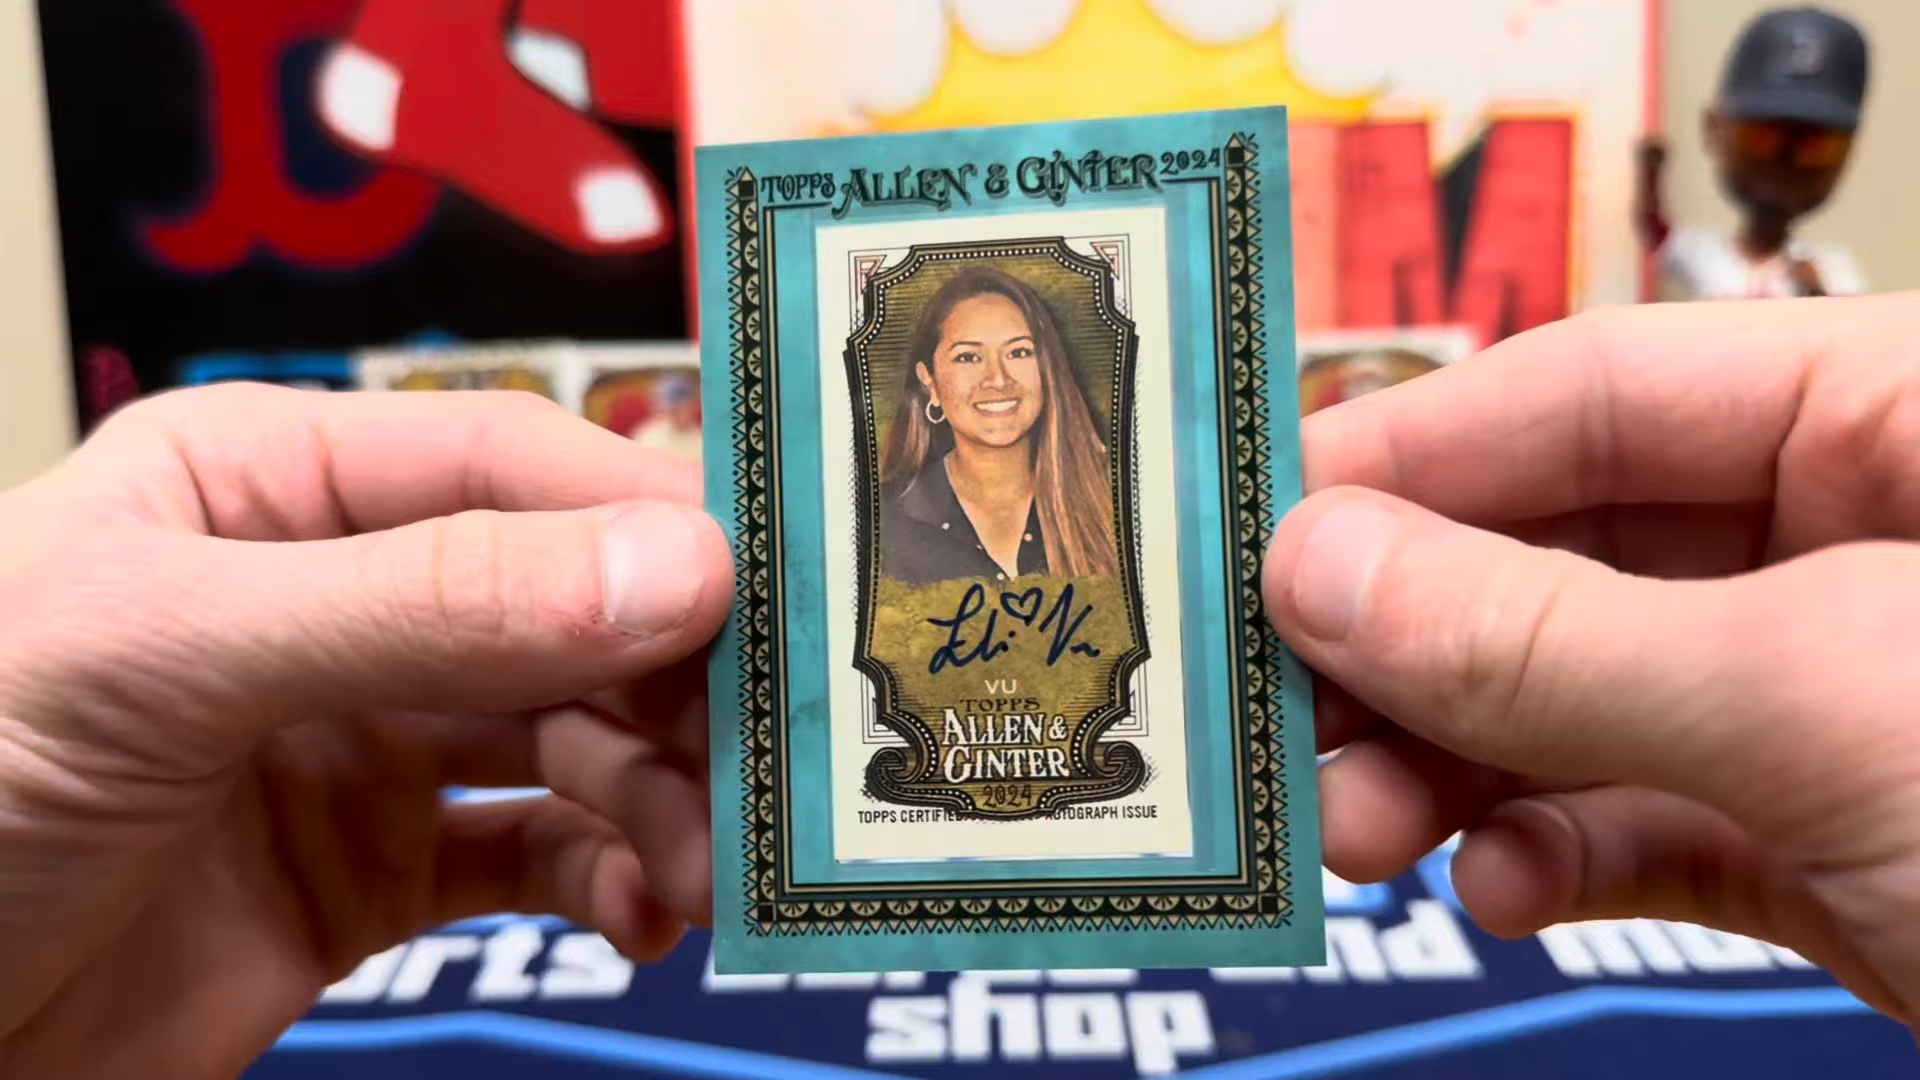 TOPPS ALLEN & GINTER 2024
VU
TOPPS
ALLEN &
GINTER
2024
TOPPS CERTIFIED AUTOGRAPH ISSUE
M
shop